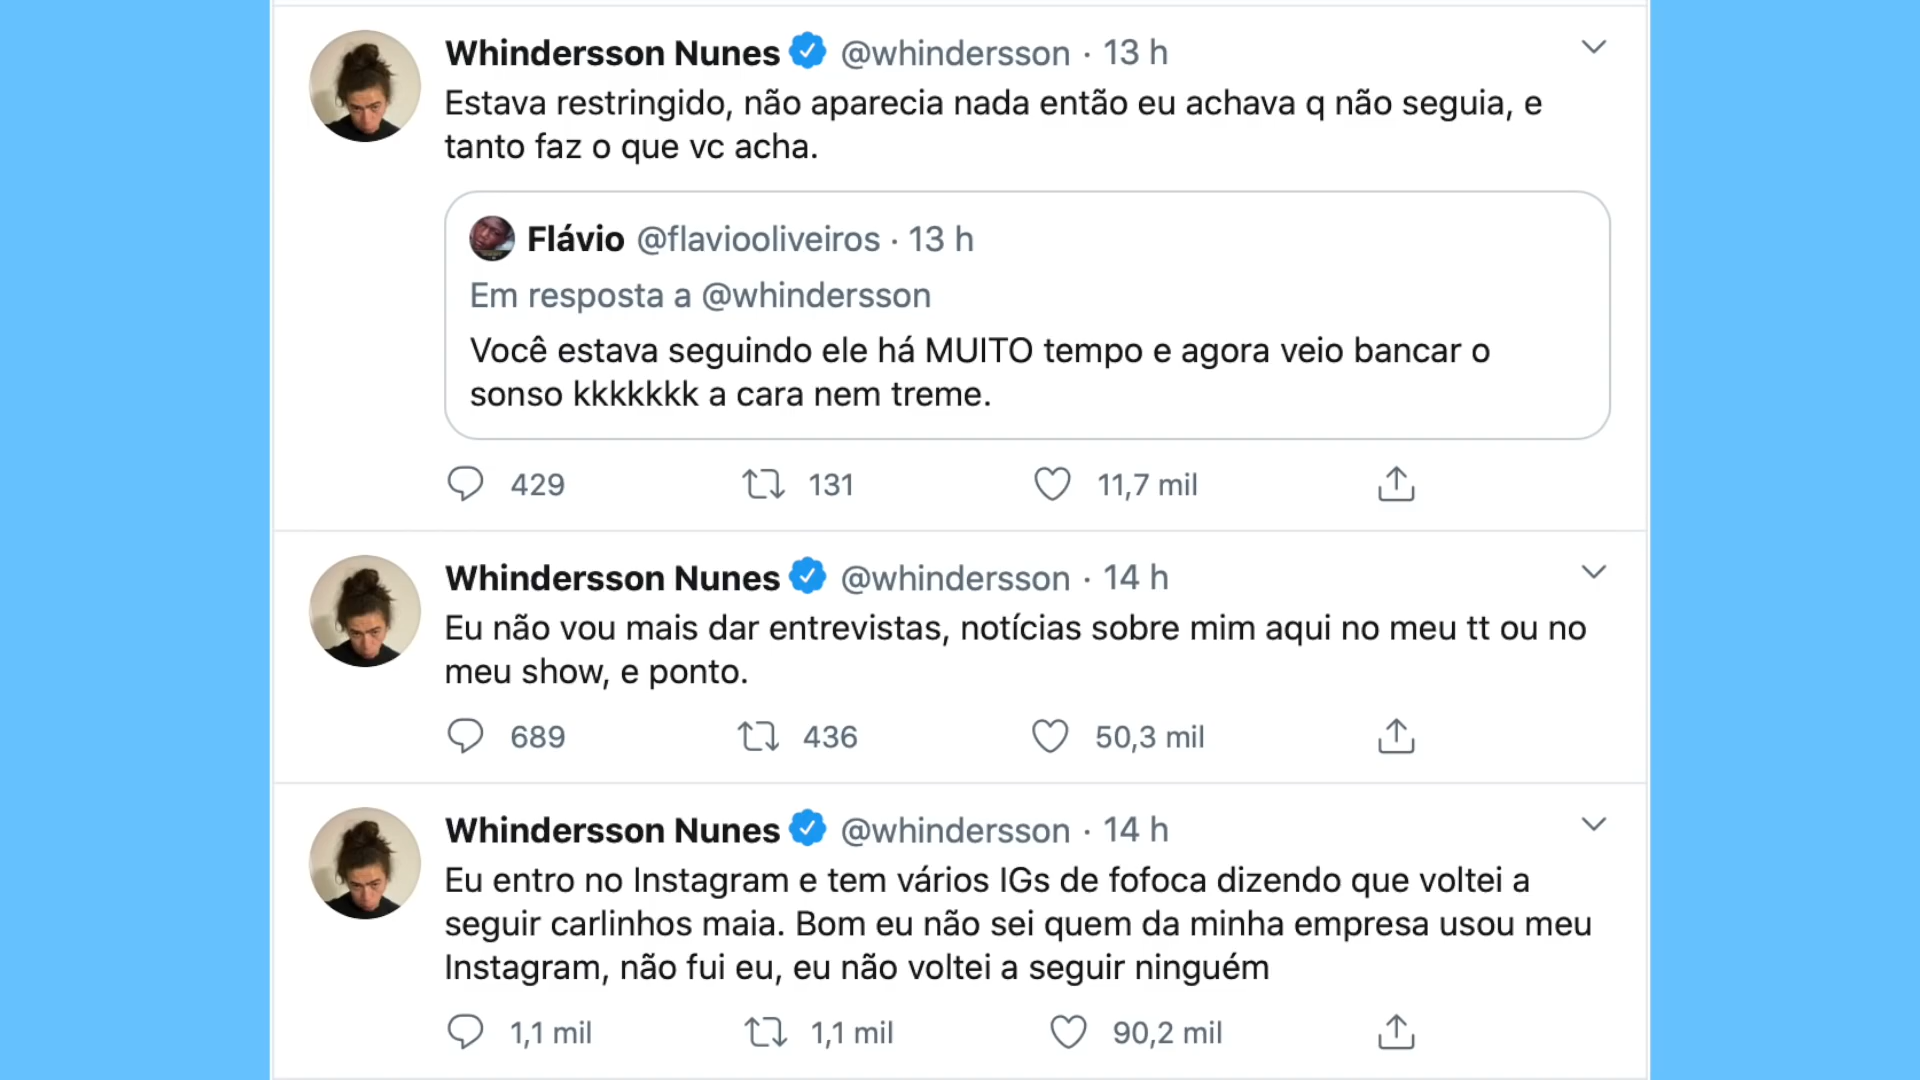 Whindersson Nunes @whindersson · 13 h
Estava restringido, não aparecia nada então eu achava q não seguia, e
tanto faz o que vc acha.
Flávio @flaviooliveiros · 13 h
Em resposta a @whindersson
Você estava seguindo ele há MUITO tempo e agora veio bancar o
sonso kkkkkkk a cara nem treme.
429 131 11,7 mil
Whindersson Nunes @whindersson · 14 h
Eu não vou mais dar entrevistas, notícias sobre mim aqui no meu tt ou no
meu show, e ponto.
689 436 50,3 mil
Whindersson Nunes @whindersson · 14 h
Eu entro no Instagram e tem vários IGs de fofoca dizendo que voltei a
seguir carlinhos maia. Bom eu não sei quem da minha empresa usou meu
Instagram, não fui eu, eu não voltei a seguir ninguém
1,1 mil 1,1 mil 90,2 mil